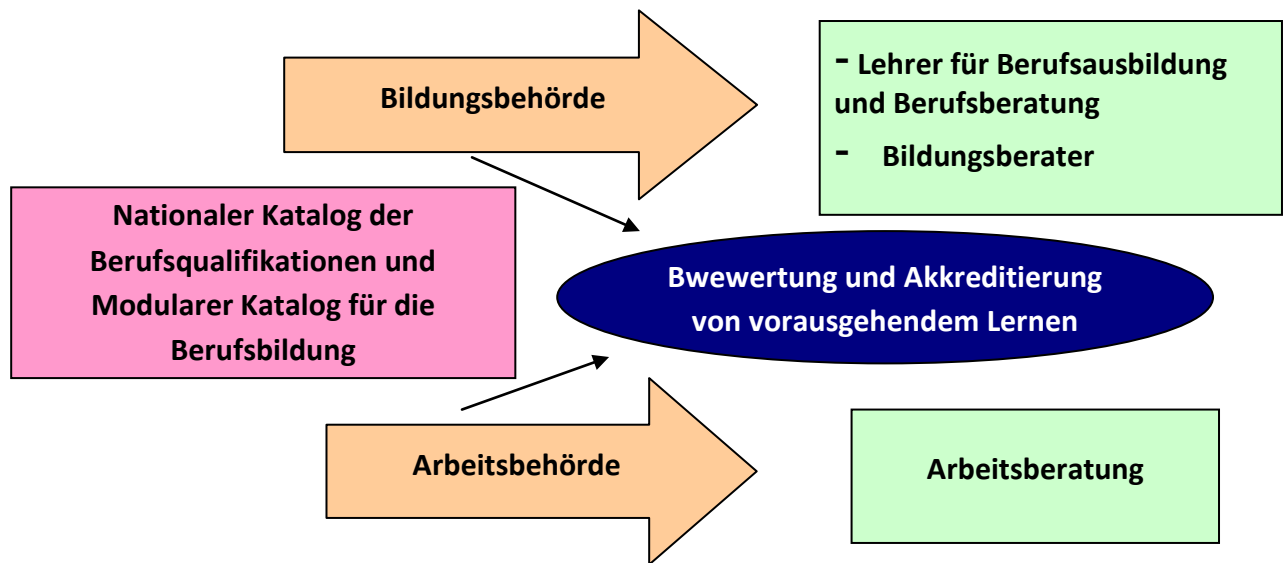 Bildungsbehörde
- Lehrer für Berufsausbildung
und Berufsberatung
- Bildungsberater
Nationaler Katalog der
Berufsqualifikationen und
Modularer Katalog für die
Berufsbildung
Bwewertung und Akkreditierung
von vorausgehendem Lernen
Arbeitsbehörde
Arbeitsberatung